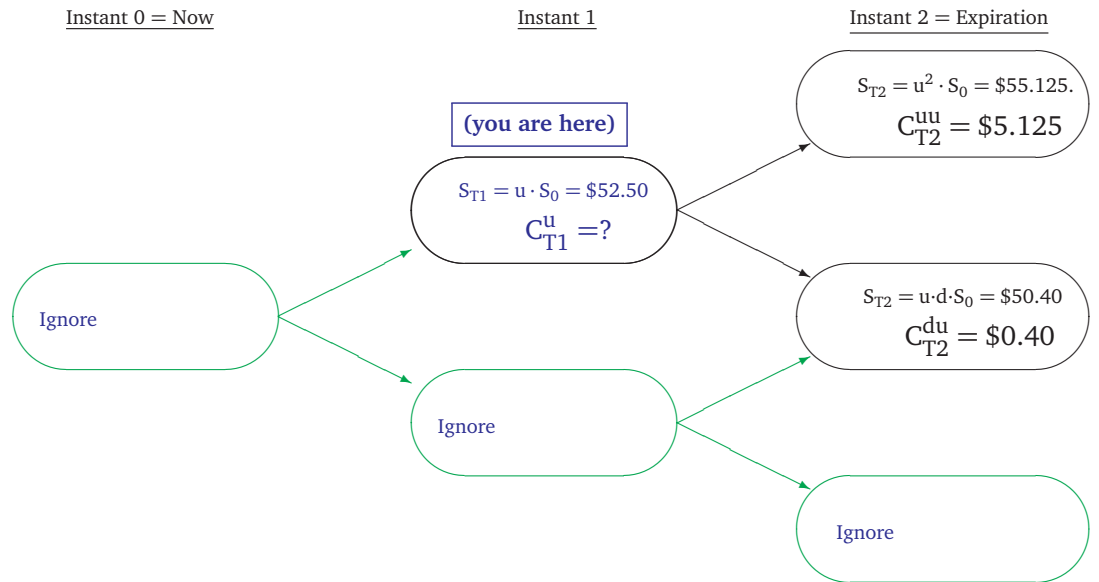 Instant 0 = Now
Instant 1
Instant 2 = Expiration
S_T2 = u² · S_0 = $55.125.
C^uu_T2 = $5.125
(you are here)
S_T1 = u · S_0 = $52.50
C^u_T1 =?
S_T2 = u·d·S_0 = $50.40
C^du_T2 = $0.40
Ignore
Ignore
Ignore